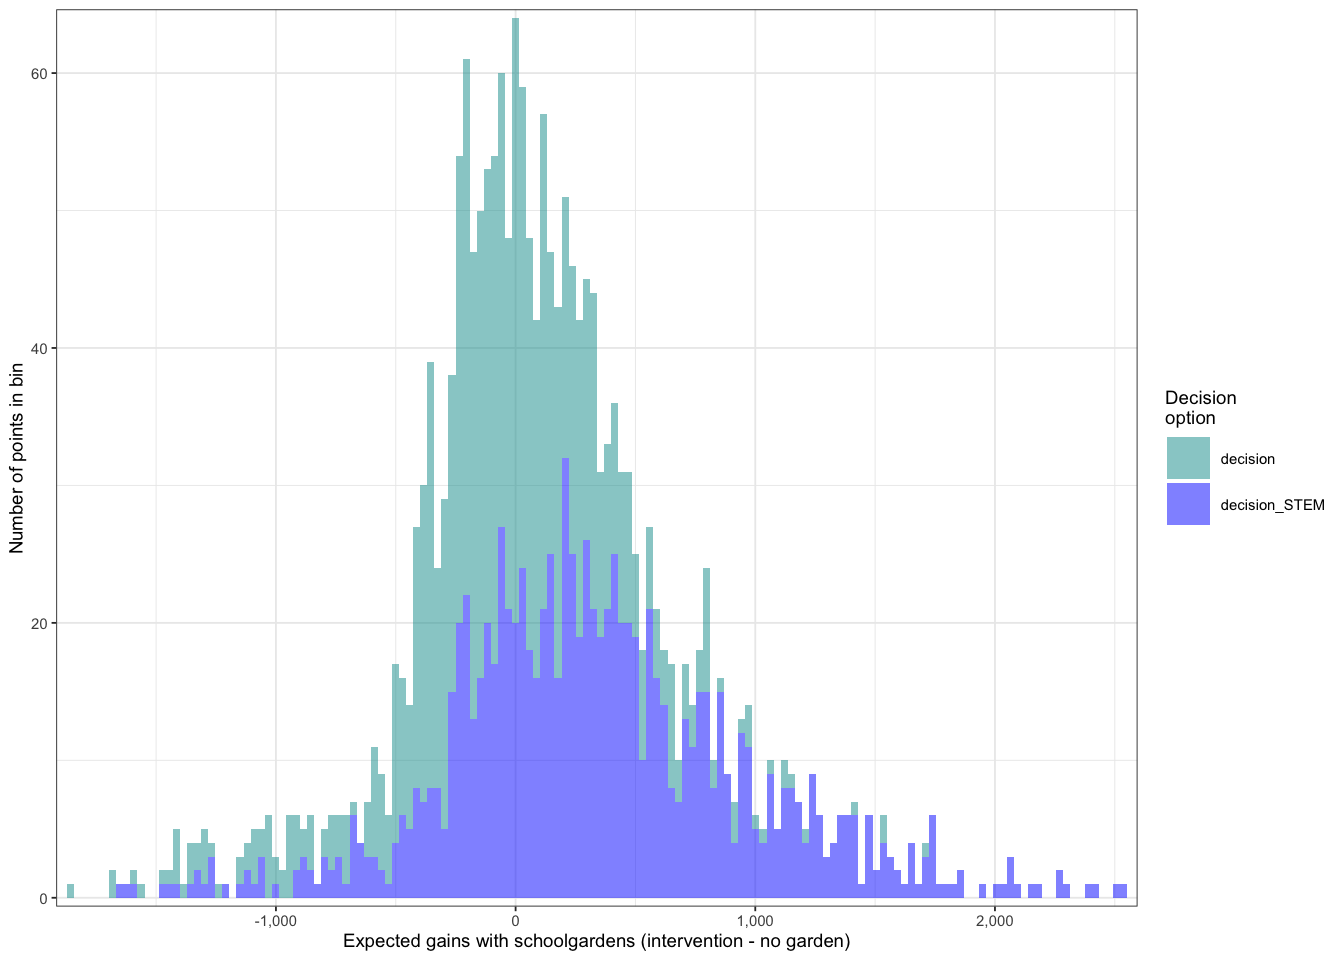 60
40
20
0
Number of points in bin
-1,000
0
1,000
2,000
Expected gains with schoolgardens (intervention - no garden)
Decision
option
decision
decision_STEM